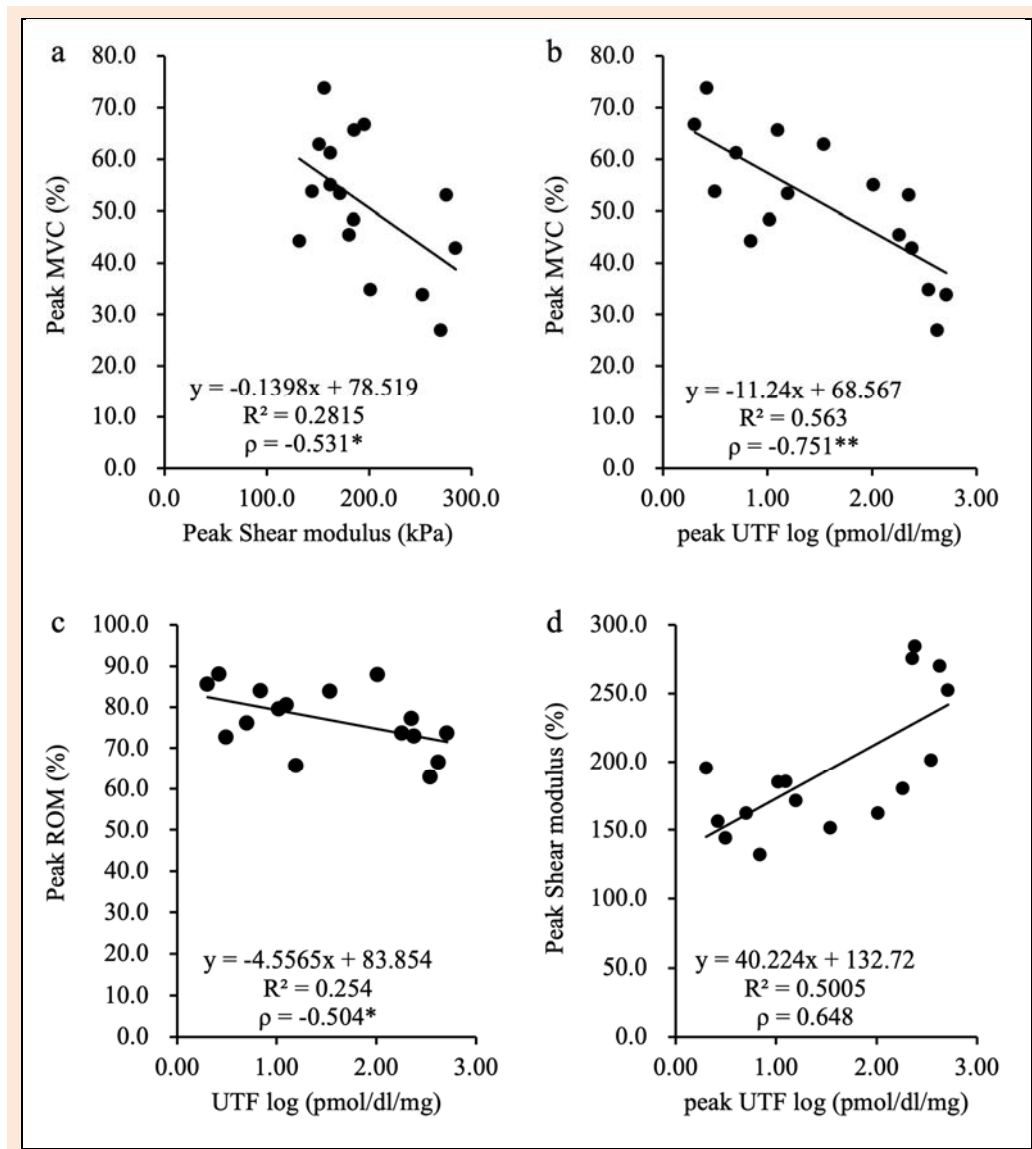 a
80.0
70.0
60.0
50.0
40.0
30.0
20.0
10.0
0.0
Peak MVC (%)
y = -0.1398x + 78.519
R² = 0.2815
ρ = -0.531*
0.00
100.0
200.0
300.0
Peak Shear modulus (kPa)
b
80.0
70.0
60.0
50.0
40.0
30.0
20.0
10.0
0.0
Peak MVC (%)
y = -11.24x + 68.567
R² = 0.563
ρ = -0.751**
0.00
1.00
2.00
3.00
peak UTF log (pmol/dl/mg)
c
100.0
90.0
80.0
70.0
60.0
50.0
40.0
30.0
20.0
10.0
0.0
Peak ROM (%)
y = -4.5565x + 83.854
R² = 0.254
ρ = -0.504*
0.00
1.00
2.00
3.00
UTF log (pmol/dl/mg)
d
300.0
250.0
200.0
150.0
100.0
50.0
0.0
Peak Shear modulus (%)
y = 40.224x + 132.72
R² = 0.5005
ρ = 0.648
0.00
1.00
2.00
3.00
peak UTF log (pmol/dl/mg)